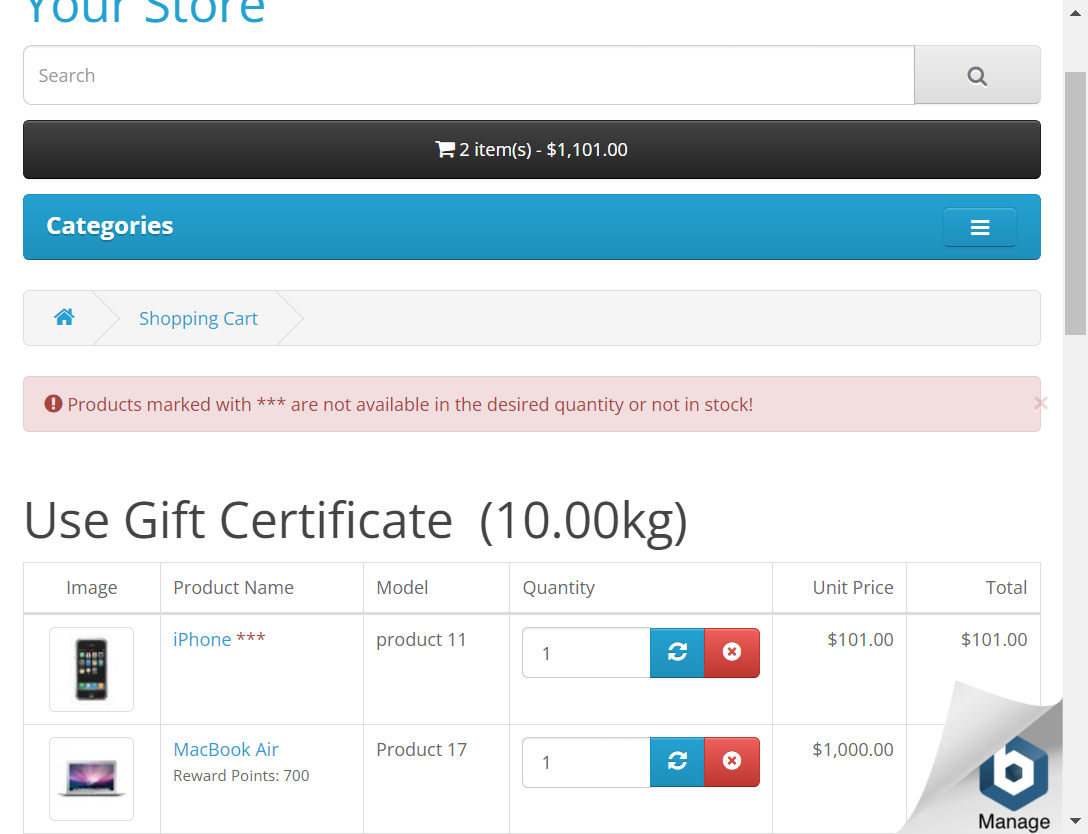 Your Store
Search
2 item(s) - $1,101.00
Categories
Shopping Cart
Products marked with *** are not available in the desired quantity or not in stock!
×
Use Gift Certificate (10.00kg)
Image Product Name Model Quantity Unit Price Total
iPhone *** product 11 1 $101.00 $101.00
MacBook Air Product 17 1 $1,000.00
Reward Points: 700
Manage